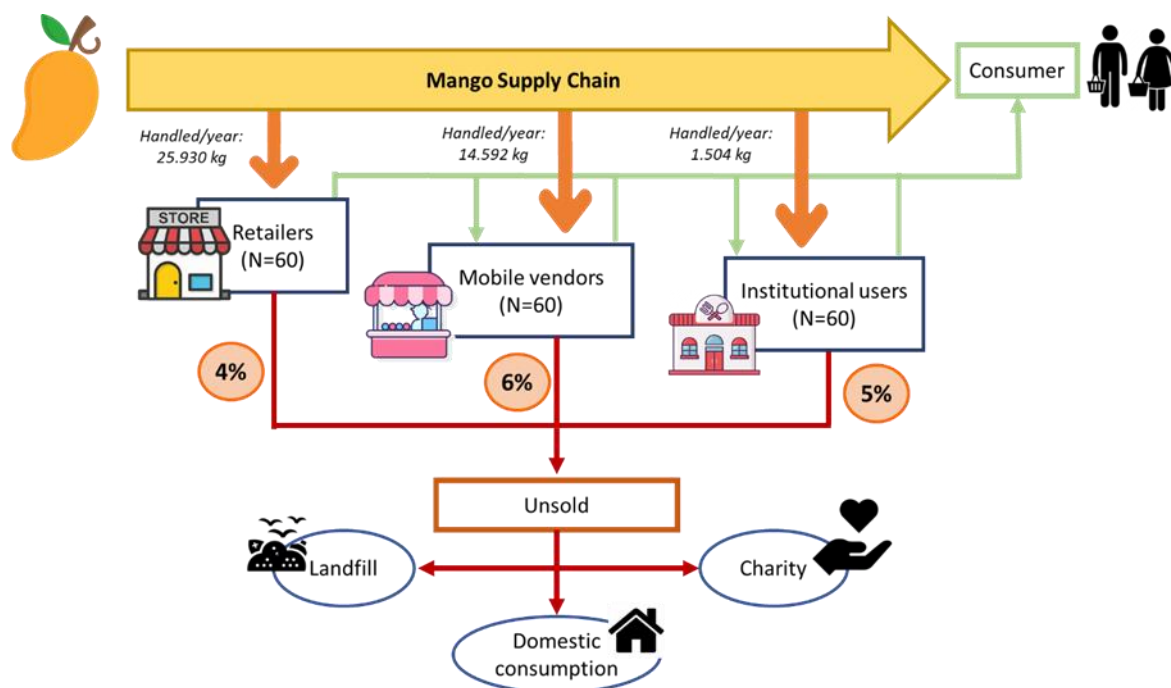 Mango Supply Chain
Consumer
Handled/year:
25.930 kg
Handled/year:
14.592 kg
Handled/year:
1.504 kg
STORE
Retailers
(N=60)
Mobile vendors
(N=60)
Institutional users
(N=60)
4%
6%
5%
Unsold
Landfill
Charity
Domestic
consumption